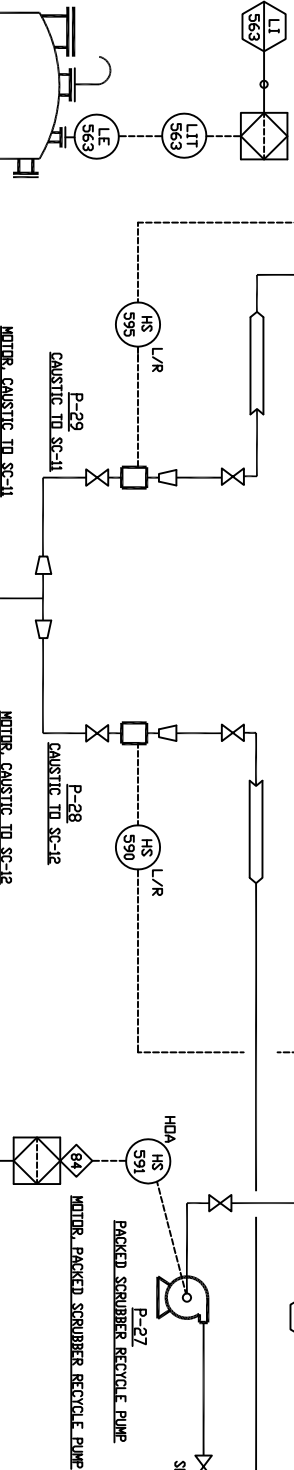 LI
563
LE
563
LIT
563
HS
595
L/R
P-29
CAUSTIC TO SC-11
MOTOR, CAUSTIC TO SC-11
P-28
CAUSTIC TO SC-12
MOTOR, CAUSTIC TO SC-12
HS
590
L/R
HOA
HS
591
84
P-27
PACKED SCRUBBER RECYCLE PUMP
MOTOR, PACKED SCRUBBER RECYCLE PUMP